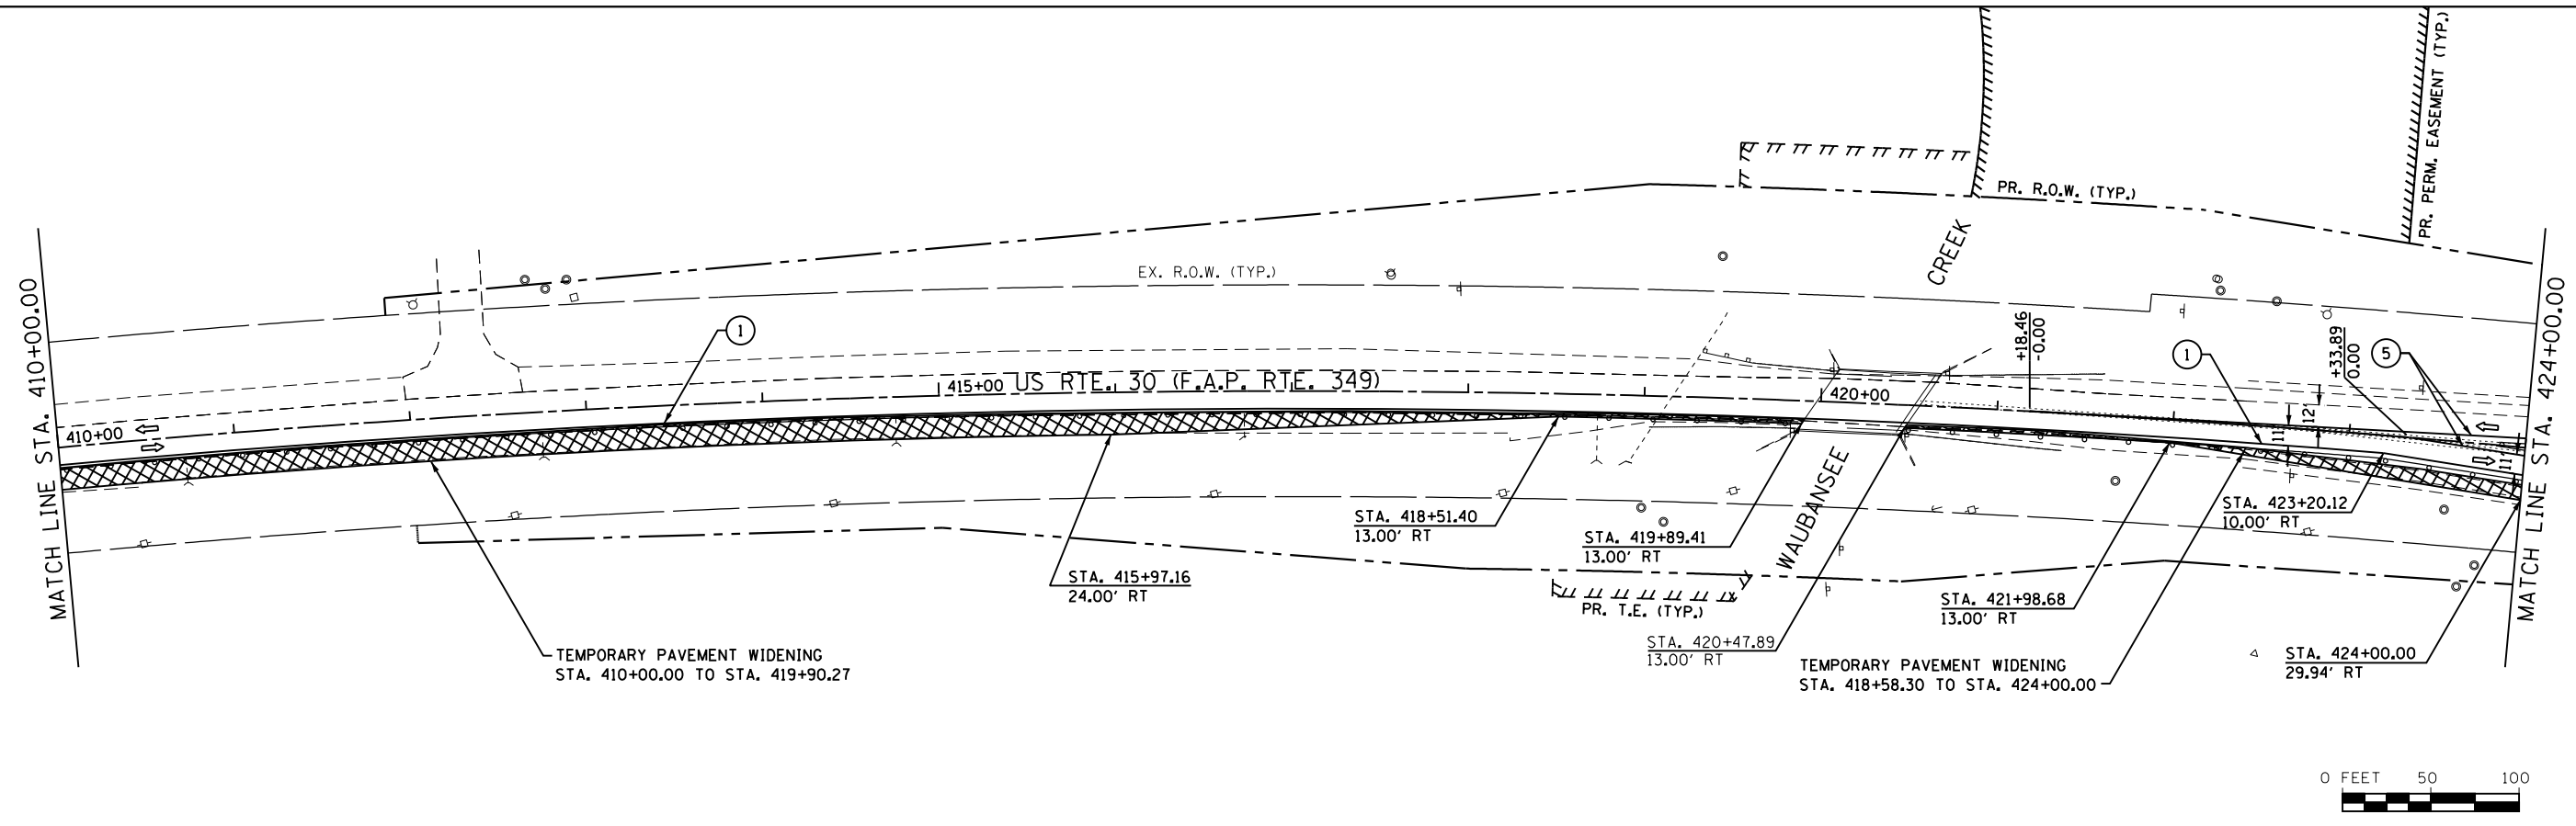 PR. PERM. EASEMENT (TYP.)
PR. R.O.W. (TYP.)
CREEK
EX. R.O.W. (TYP.)
MATCH LINE STA. 410+00.00
MATCH LINE STA. 424+00.00
1
+18.46
-0.00
1
+33.89
0.00
5
415+00
US RTE. 30 (F.A.P. RTE. 349)
420+00
410+00
12'
11'
11'
WAUBANSEE
STA. 418+51.40
13.00' RT
STA. 419+89.41
13.00' RT
STA. 423+20.12
10.00' RT
STA. 415+97.16
24.00' RT
PR. T.E. (TYP.)
STA. 421+98.68
13.00' RT
STA. 420+47.89
13.00' RT
TEMPORARY PAVEMENT WIDENING
STA. 410+00.00 TO STA. 419+90.27
TEMPORARY PAVEMENT WIDENING
STA. 418+58.30 TO STA. 424+00.00
STA. 424+00.00
29.94' RT
0 FEET 50 100